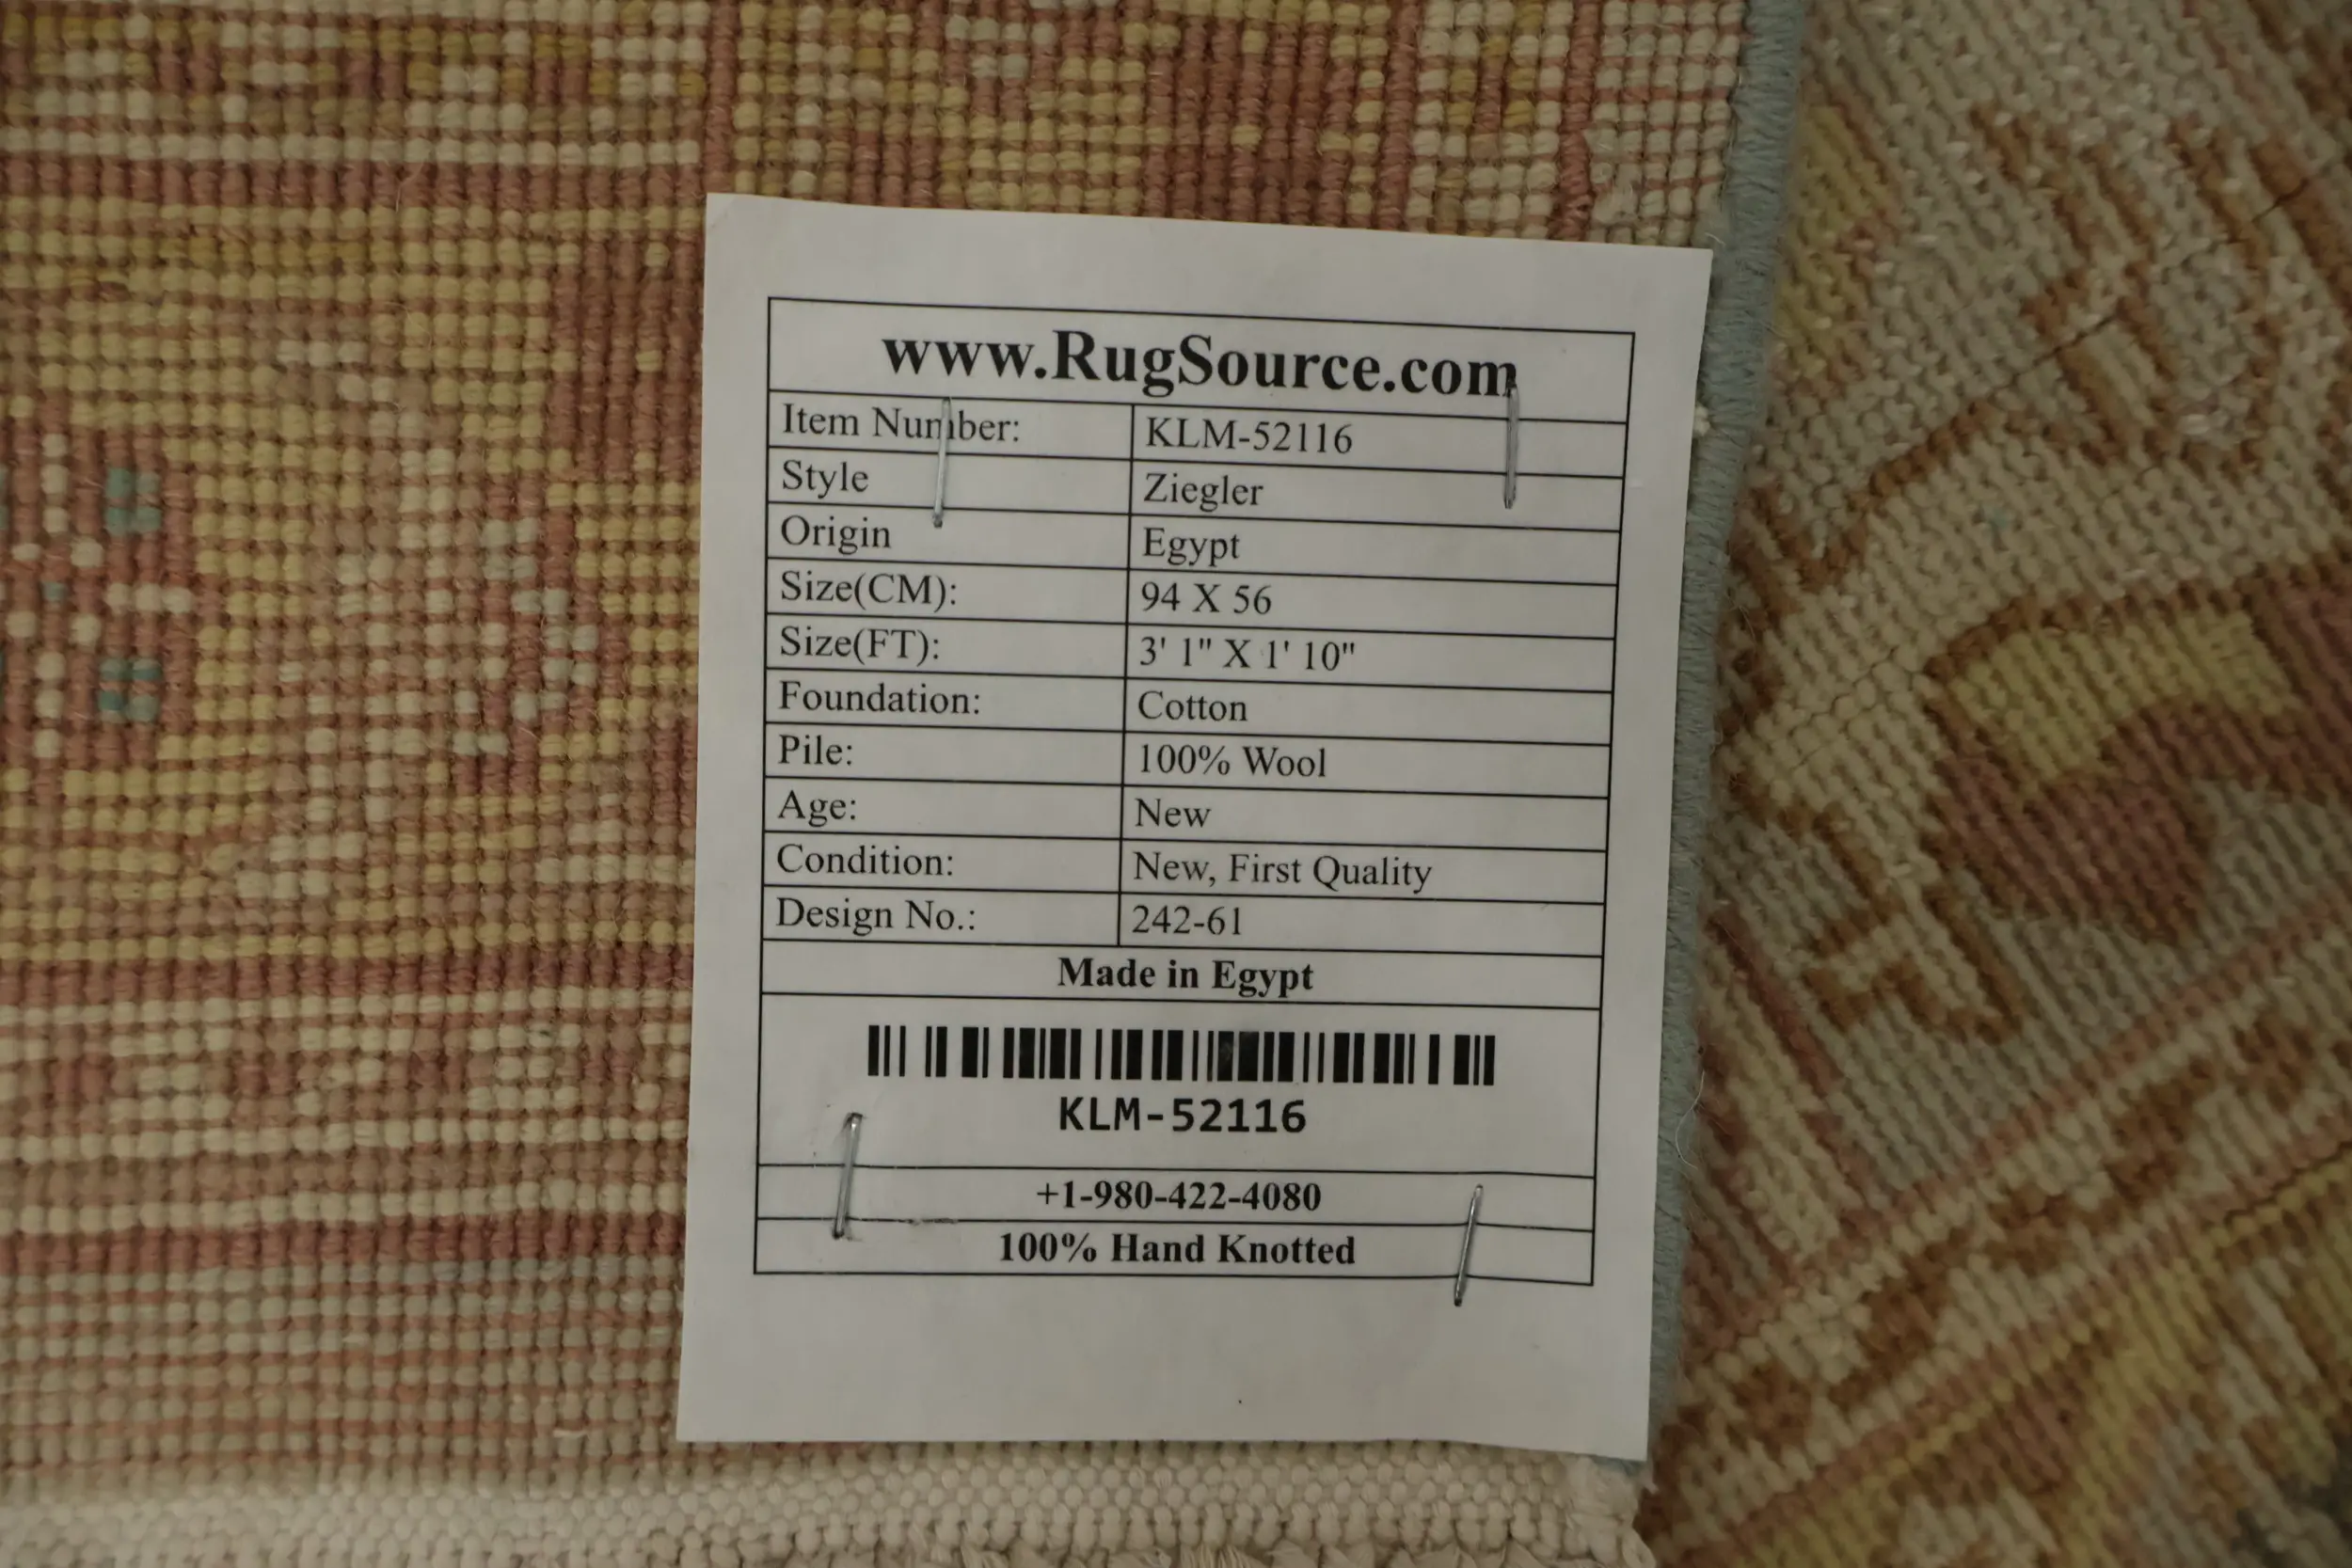 www.RugSource.com
Item Number: KLM-52116
Style Ziegler
Origin Egypt
Size(CM): 94 X 56
Size(FT): 3' 1" X 1' 10"
Foundation: Cotton
Pile: 100% Wool
Age: New
Condition: New, First Quality
Design No.: 242-61
Made in Egypt
KLM-52116
+1-980-422-4080
100% Hand Knotted